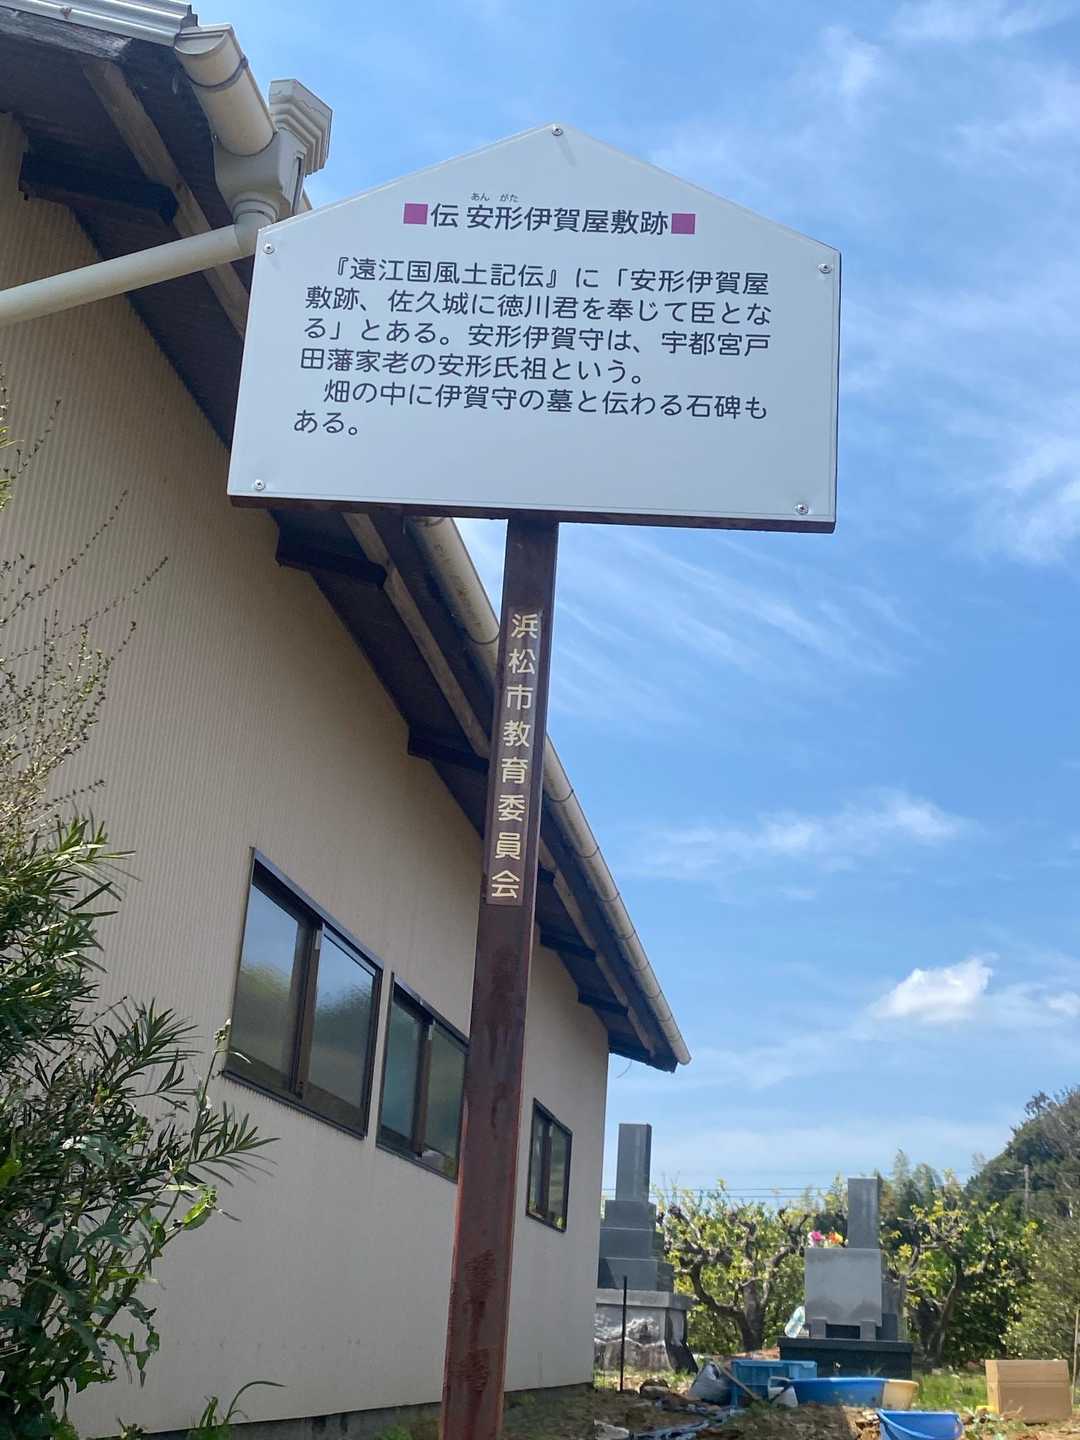 ■伝 安形伊賀屋敷跡■
あん がた
『遠江国風土記伝』に「安形伊賀屋
敷跡、佐久城に徳川君を奉じて臣とな
る」とある。安形伊賀守は、宇都宮戸
田藩家老の安形氏祖という。
畑の中に伊賀守の墓と伝わる石碑も
ある。
浜松市教育委員会